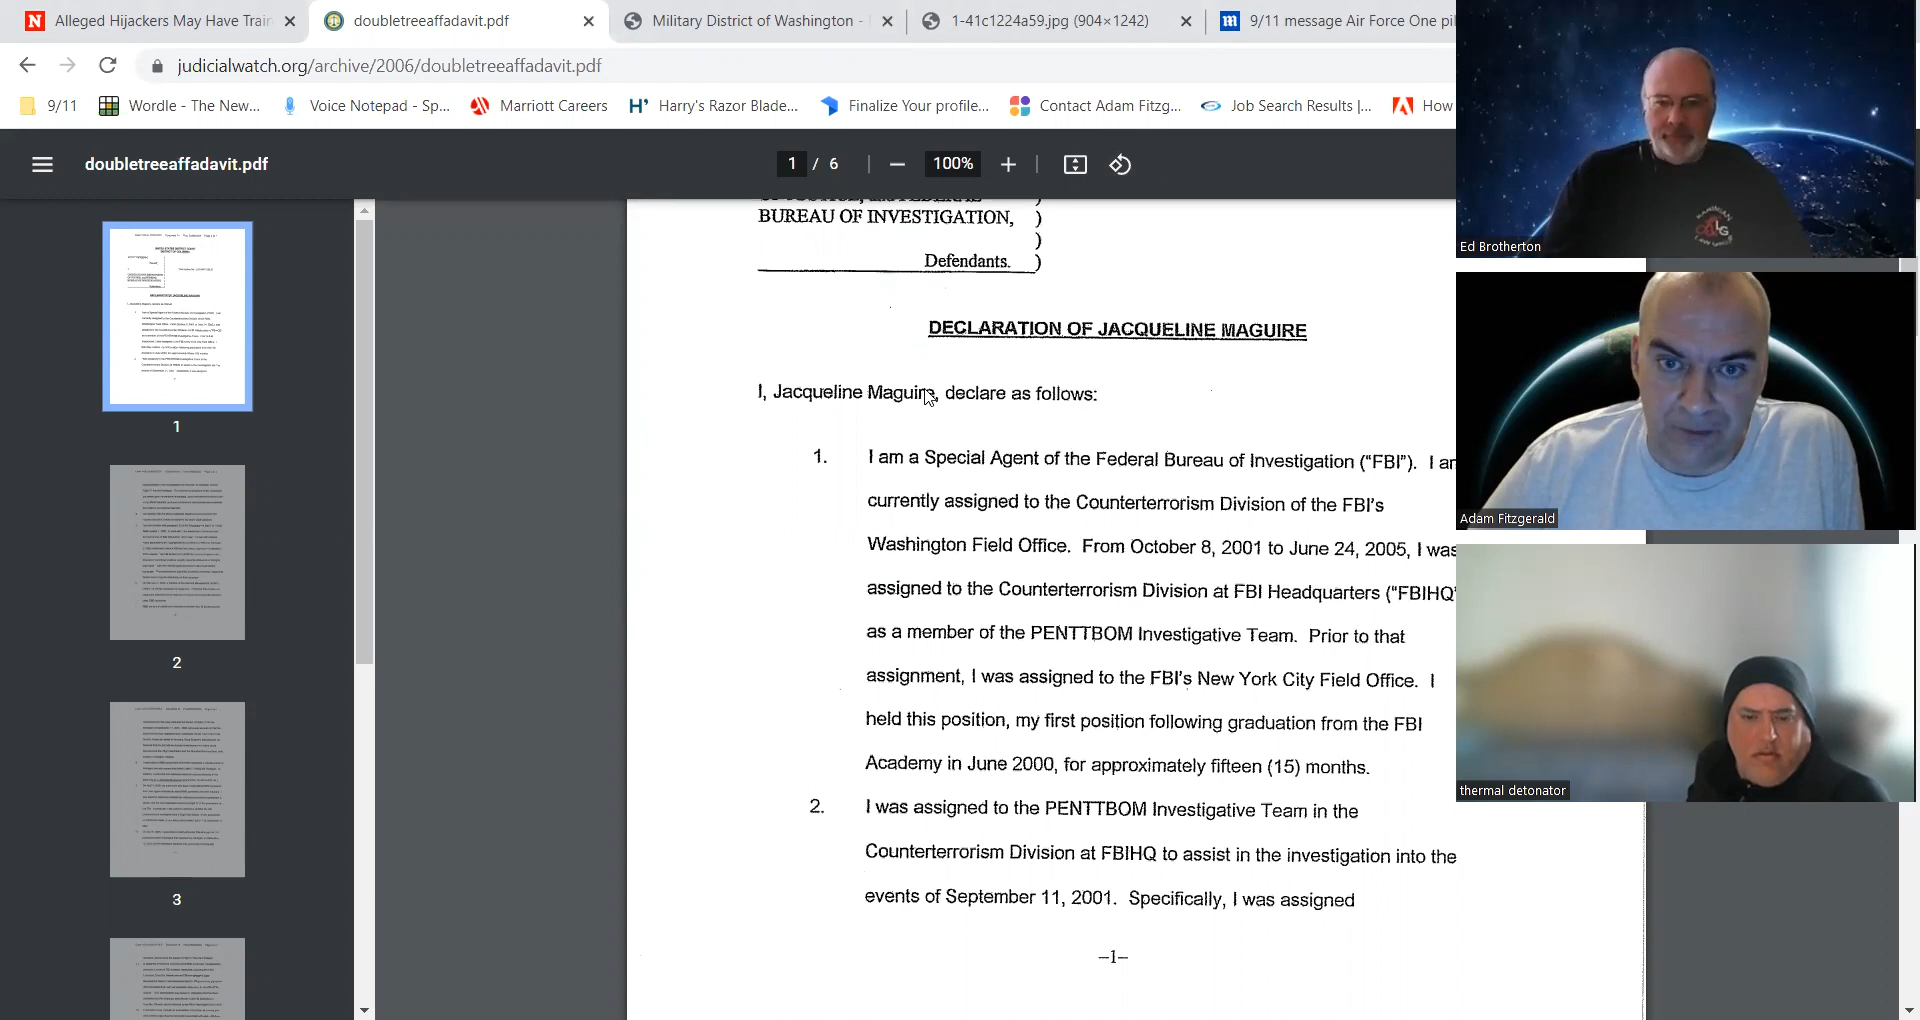 Alleged Hijackers May Have Train
doubletreeaffadavit.pdf
Military District of Washington -
1-41c1224a59.jpg (904×1242)
9/11 message Air Force One pil
judicialwatch.org/archive/2006/doubletreeaffadavit.pdf
9/11
Wordle - The New...
Voice Notepad - Sp...
Marriott Careers
Harry's Razor Blade...
Finalize Your profile...
Contact Adam Fitzg...
Job Search Results |...
How
doubletreeaffadavit.pdf
1 / 6
100%
BUREAU OF INVESTIGATION, )
)
Defendants. )
DECLARATION OF JACQUELINE MAGUIRE
I, Jacqueline Maguire, declare as follows:
1. I am a Special Agent of the Federal Bureau of Investigation ("FBI"). I am
currently assigned to the Counterterrorism Division of the FBI's
Washington Field Office. From October 8, 2001 to June 24, 2005, I was
assigned to the Counterterrorism Division at FBI Headquarters ("FBIHQ"
as a member of the PENTTBOM Investigative Team. Prior to that
assignment, I was assigned to the FBI's New York City Field Office. I
held this position, my first position following graduation from the FBI
Academy in June 2000, for approximately fifteen (15) months.
2. I was assigned to the PENTTBOM Investigative Team in the
Counterterrorism Division at FBIHQ to assist in the investigation into the
events of September 11, 2001. Specifically, I was assigned
–1–
1
2
3
Ed Brotherton
Adam Fitzgerald
thermal detonator